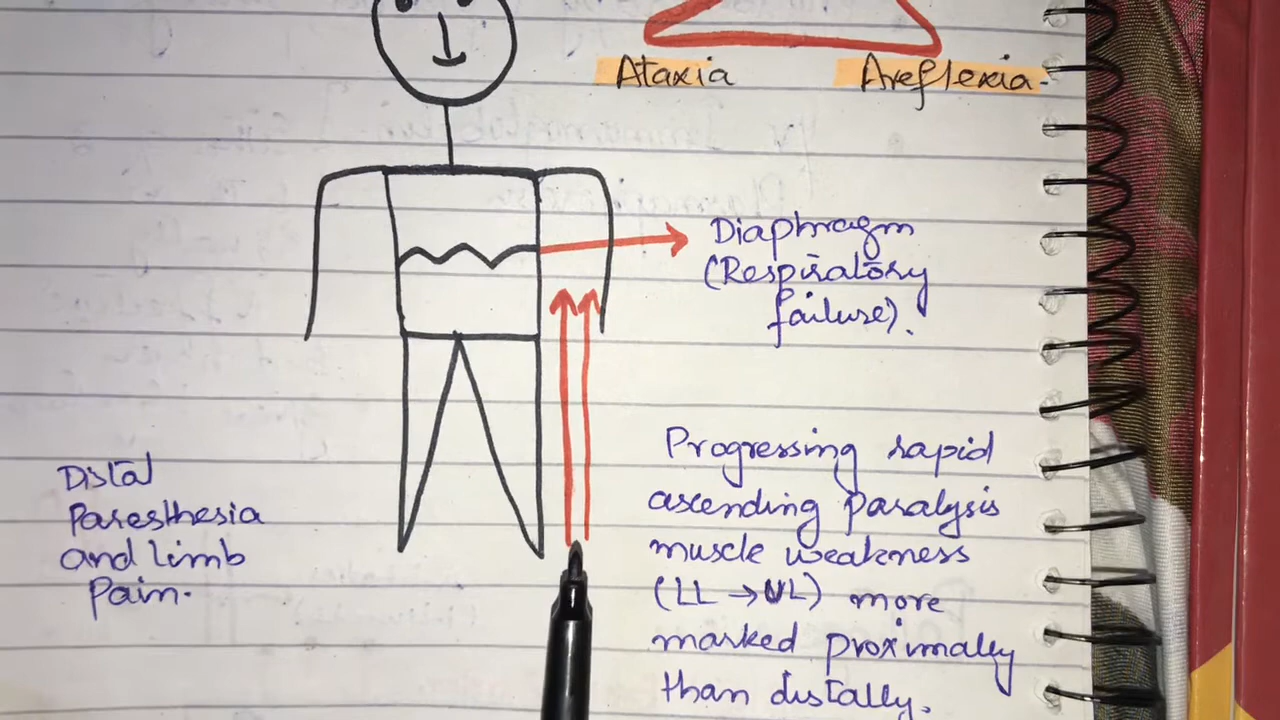 Ataxia Areflexia.
Diaphragm
(Respiratory
failure).
Distal
Paresthesia
and limb
Pain.
Progressing rapid
ascending paralysis
muscle weakness
(LL → UL) more
marked proximally
than distally.